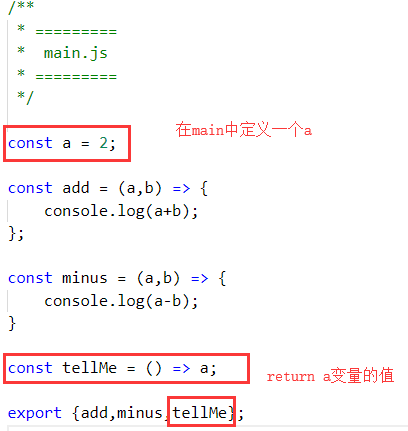 /**
 * =========
 *  main.js
 * =========
 */
const a = 2;
在main中定义一个a
const add = (a,b) => {
    console.log(a+b);
};
const minus = (a,b) => {
    console.log(a-b);
}
const tellMe = () => a;
return a变量的值
export {add,minus,tellMe};